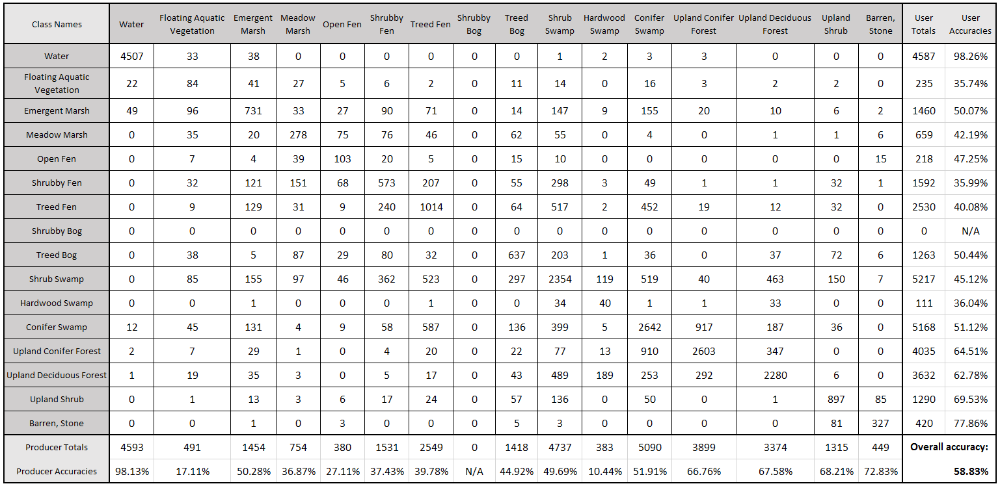 Class Names Water Floating Aquatic Vegetation Emergent Marsh Meadow Marsh Open Fen Shrubby Fen Treed Fen Shrubby Bog Treed Bog Shrub Swamp Hardwood Swamp Conifer Swamp Upland Conifer Forest Upland Deciduous Forest Upland Shrub Barren, Stone User Totals User Accuracies
Water 4507 33 38 0 0 0 0 0 0 1 2 3 3 0 0 0 4587 98.26%
Floating Aquatic Vegetation 22 84 41 27 5 6 2 0 11 14 0 16 3 2 2 0 235 35.74%
Emergent Marsh 49 96 731 33 27 90 71 0 14 147 9 155 20 10 6 2 1460 50.07%
Meadow Marsh 0 35 20 278 75 76 46 0 62 55 0 4 0 1 1 6 659 42.19%
Open Fen 0 7 4 39 103 20 5 0 15 10 0 0 0 0 0 15 218 47.25%
Shrubby Fen 0 32 121 151 68 573 207 0 55 298 3 49 1 1 32 1 1592 35.99%
Treed Fen 0 9 129 31 9 240 1014 0 64 517 2 452 19 12 32 0 2530 40.08%
Shrubby Bog 0 0 0 0 0 0 0 0 0 0 0 0 0 0 0 0 0 N/A
Treed Bog 0 38 5 87 29 80 32 0 637 203 1 36 0 37 72 6 1263 50.44%
Shrub Swamp 0 85 155 97 46 362 523 0 297 2354 119 519 40 463 150 7 5217 45.12%
Hardwood Swamp 0 0 1 0 0 0 1 0 0 34 40 1 1 33 0 0 111 36.04%
Conifer Swamp 12 45 131 4 9 58 587 0 136 399 5 2642 917 187 36 0 5168 51.12%
Upland Conifer Forest 2 7 29 1 0 4 20 0 22 77 13 910 2603 347 0 0 4035 64.51%
Upland Deciduous Forest 1 19 35 3 0 5 17 0 43 489 189 253 292 2280 6 0 3632 62.78%
Upland Shrub 0 1 13 3 6 17 24 0 57 136 0 50 0 1 897 85 1290 69.53%
Barren, Stone 0 0 1 0 3 0 0 0 5 3 0 0 0 0 81 327 420 77.86%
Producer Totals 4593 491 1454 754 380 1531 2549 0 1418 4737 383 5090 3899 3374 1315 449 Overall accuracy:
Producer Accuracies 98.13% 17.11% 50.28% 36.87% 27.11% 37.43% 39.78% N/A 44.92% 49.69% 10.44% 51.91% 66.76% 67.58% 68.21% 72.83% 58.83%